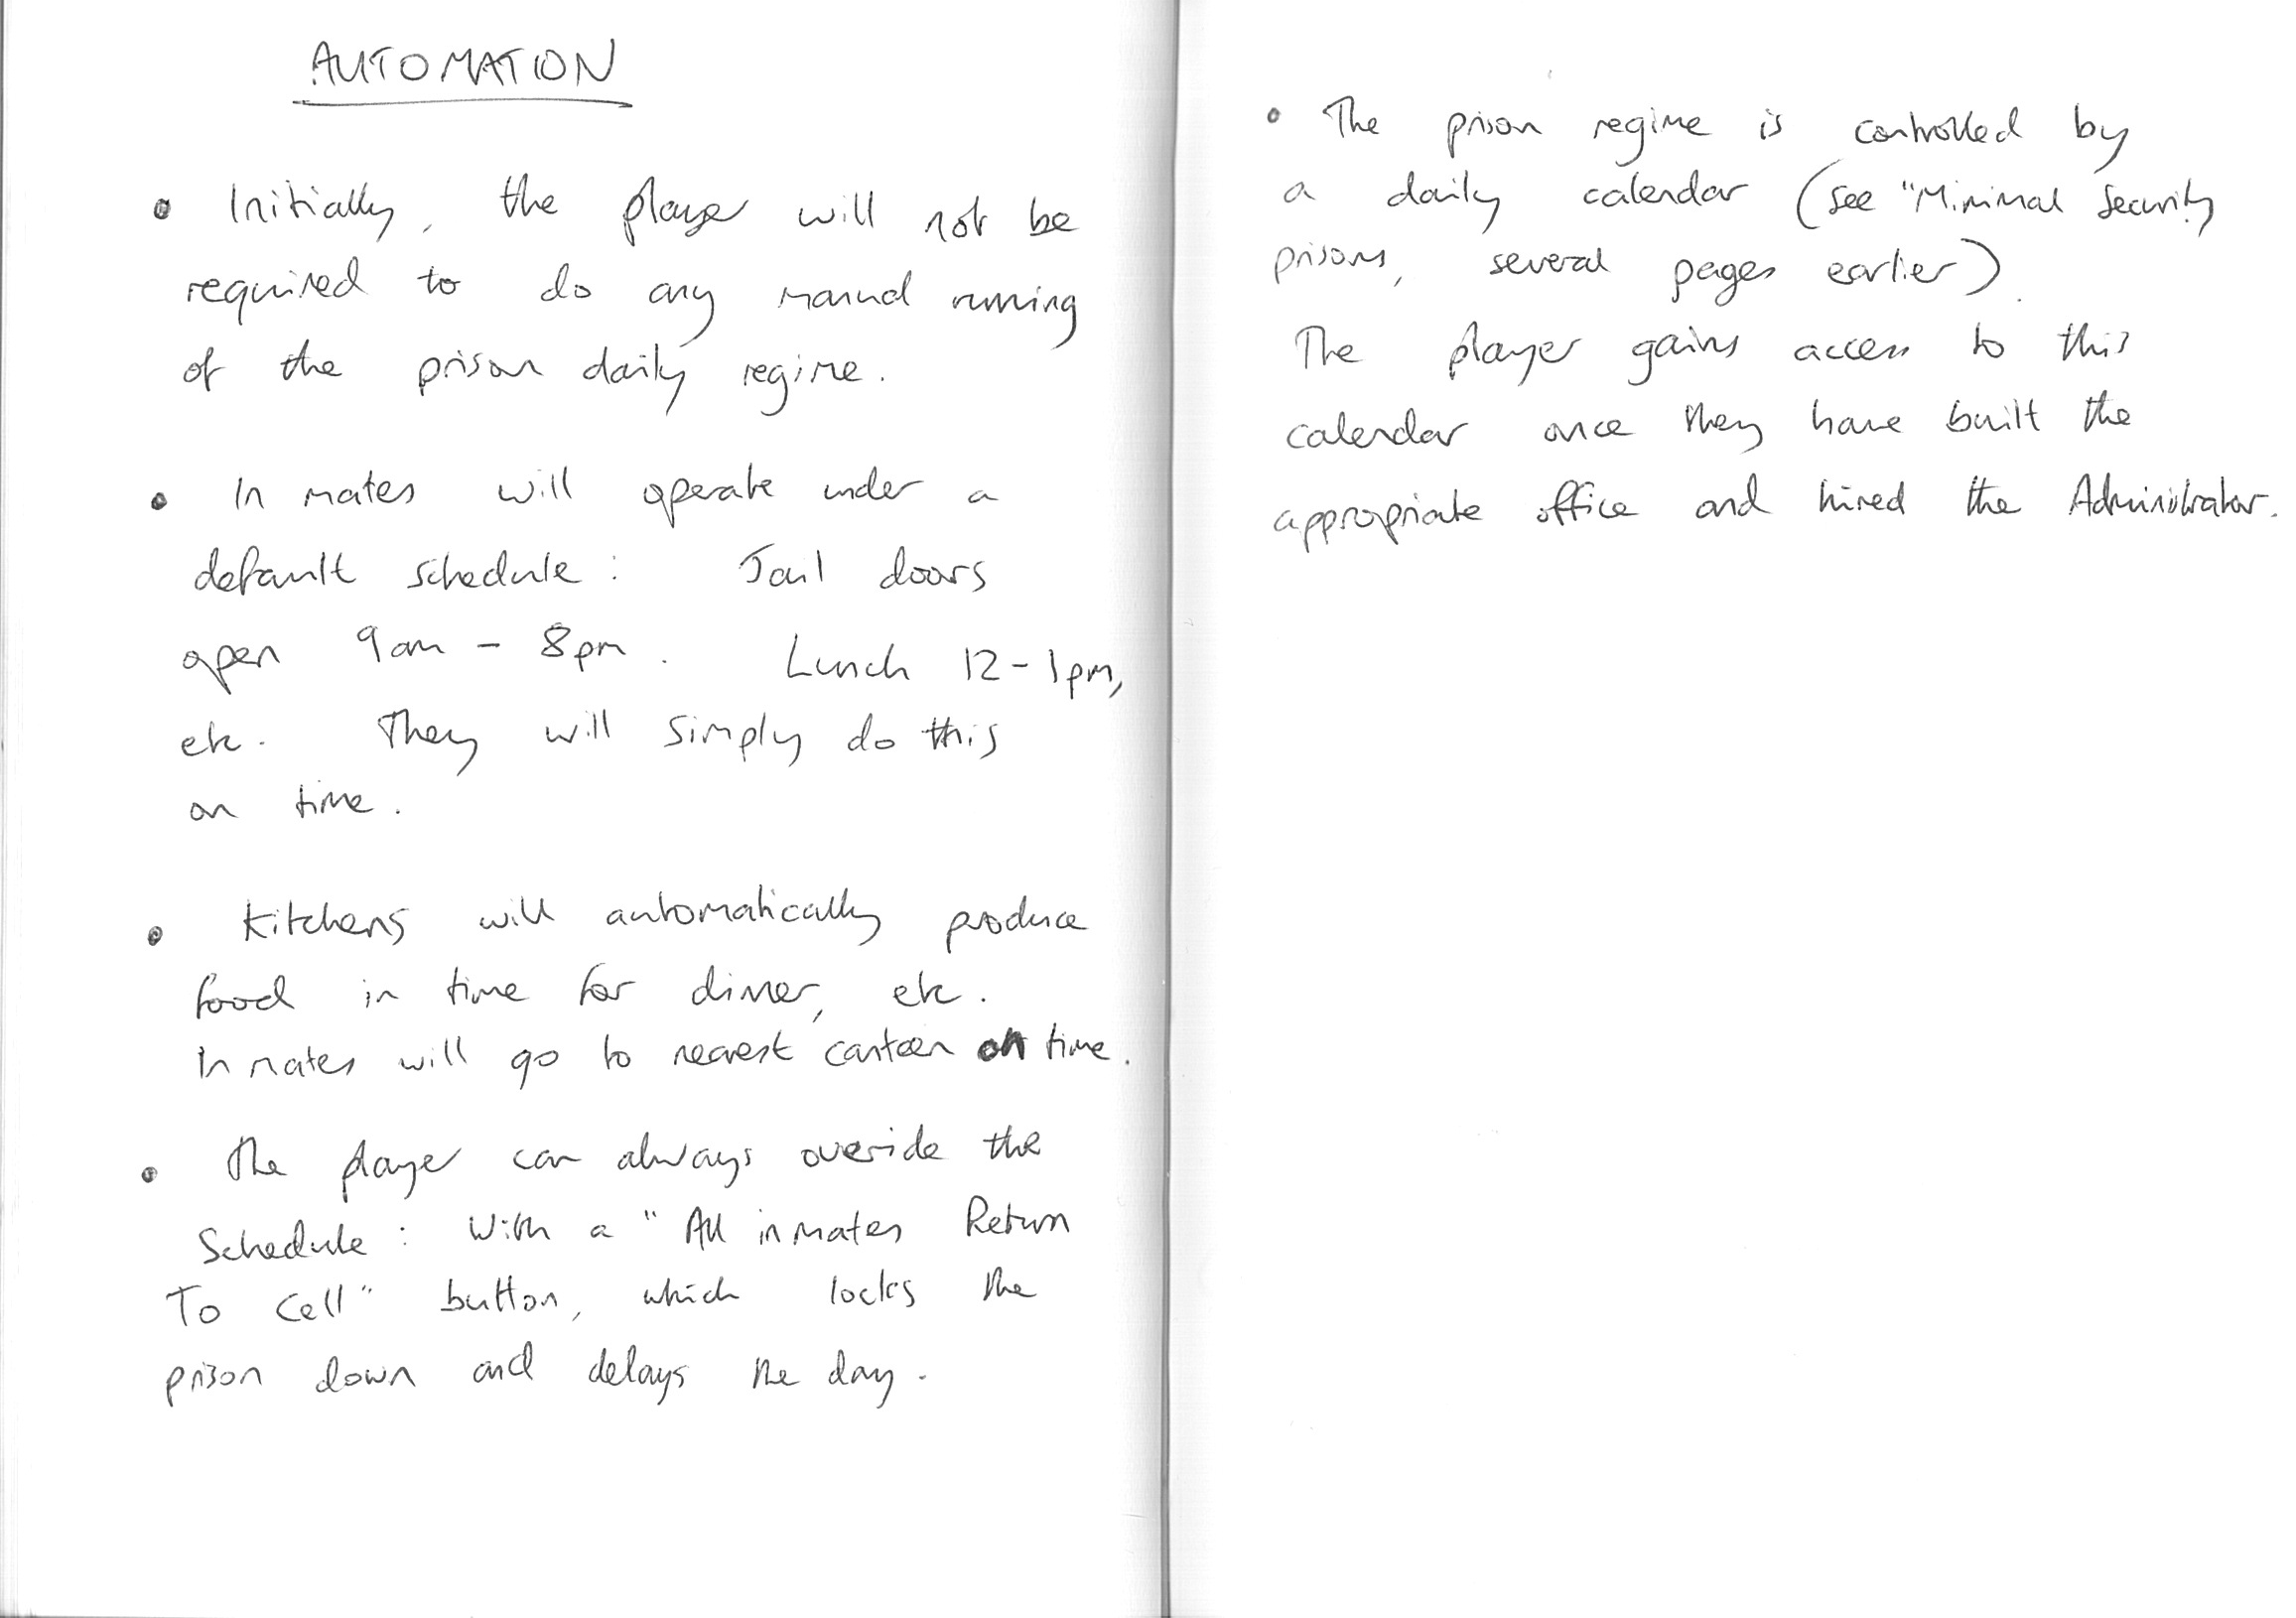 AUTOMATION
• Initially, the player will not be
required to do any manual running
of the prison daily regime.
• In mates will operate under a
default schedule: Jail doors
open 9am - 8pm. Lunch 12-1pm,
etc. They will simply do this
on time.
• Kitchens will automatically produce
food in time for dinner, etc.
In mates will go to nearest canteen on time.
• The player can always overide the
Schedule: With a "All inmates Return
To Cell" button, which locks the
prison down and delays the day.
• The prison regime is controlled by
a daily calendar (see "Minimal Security
prisons, several pages earlier).
The player gains access to this
calendar once they have built the
appropriate office and hired the Administrator.